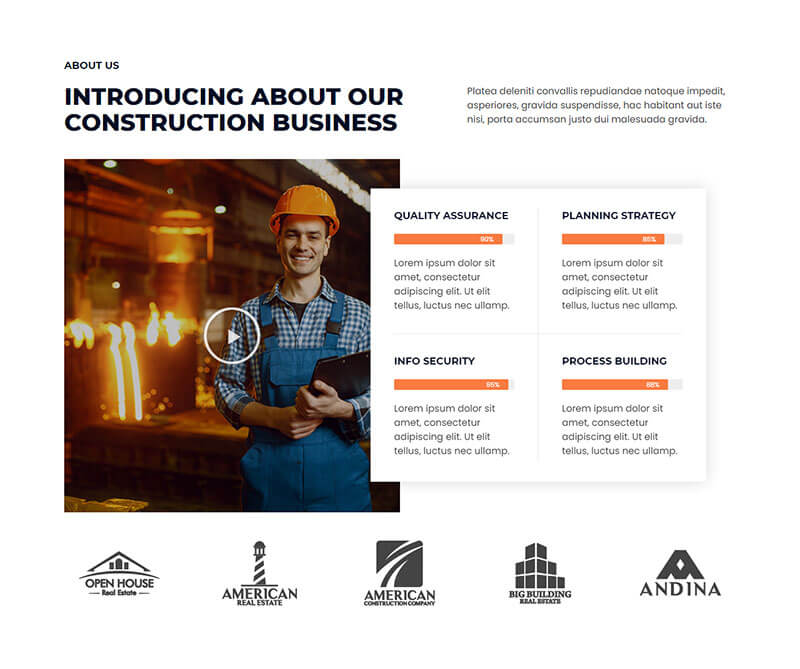 ABOUT US
INTRODUCING ABOUT OUR
CONSTRUCTION BUSINESS
Platea deleniti convallis repudiandae natoque impedit,
asperiores, gravida suspendisse, hac habitant aut iste
nisi, porta accumsan justo dui malesuada gravida.
QUALITY ASSURANCE
90%
Lorem ipsum dolor sit
amet, consectetur
adipiscing elit. Ut elit
tellus, luctus nec ullamp.
PLANNING STRATEGY
85%
Lorem ipsum dolor sit
amet, consectetur
adipiscing elit. Ut elit
tellus, luctus nec ullamp.
INFO SECURITY
95%
Lorem ipsum dolor sit
amet, consectetur
adipiscing elit. Ut elit
tellus, luctus nec ullamp.
PROCESS BUILDING
88%
Lorem ipsum dolor sit
amet, consectetur
adipiscing elit. Ut elit
tellus, luctus nec ullamp.
OPEN HOUSE
Real Estate
AMERICAN
REAL ESTATE
AMERICAN
CONSTRUCTION COMPANY
BIG BUILDING
REAL ESTATE
ANDINA